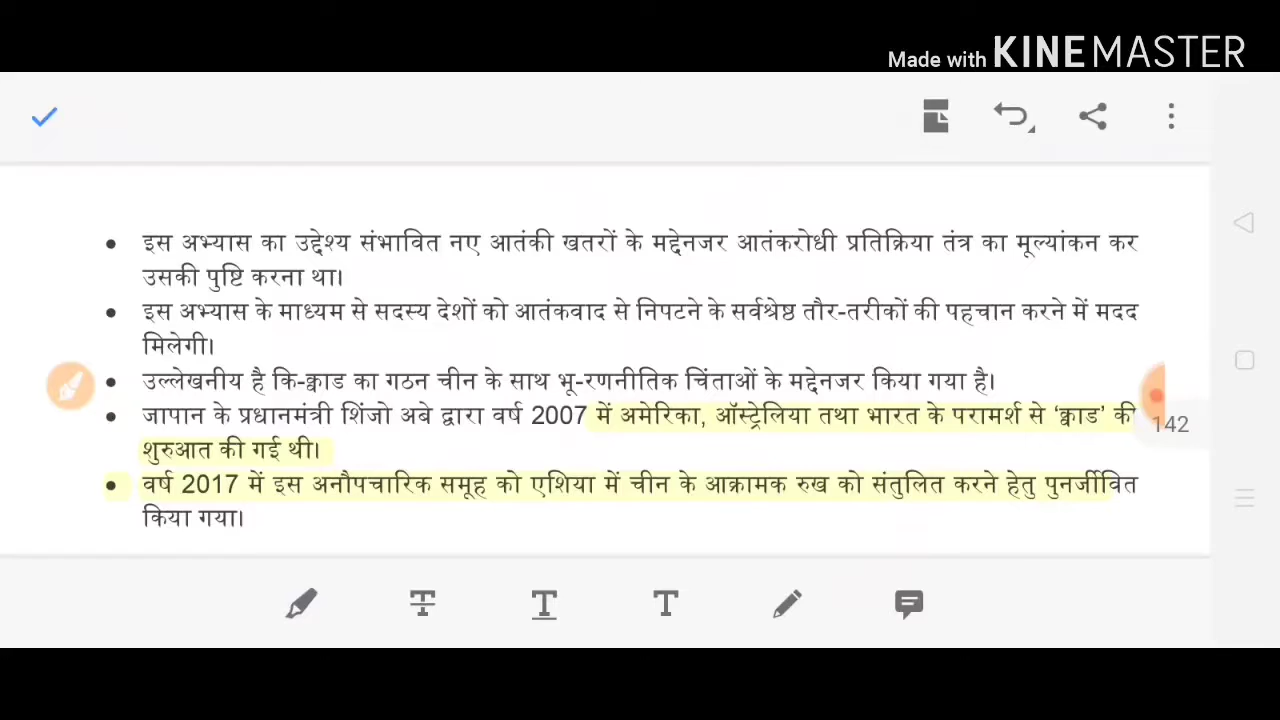 Made with KINEMASTER
इस अभ्यास का उद्देश्य संभावित नए आतंकी खतरों के मद्देनजर आतंकरोधी प्रतिक्रिया तंत्र का मूल्यांकन कर
उसकी पुष्टि करना था।
इस अभ्यास के माध्यम से सदस्य देशों को आतंकवाद से निपटने के सर्वश्रेष्ठ तौर-तरीकों की पहचान करने में मदद
मिलेगी।
उल्लेखनीय है कि-क्वाड का गठन चीन के साथ भू-रणनीतिक चिंताओं के मद्देनजर किया गया है।
जापान के प्रधानमंत्री शिंजो अबे द्वारा वर्ष 2007 में अमेरिका, ऑस्ट्रेलिया तथा भारत के परामर्श से ‘क्वाड’ की
शुरुआत की गई थी।
142
वर्ष 2017 में इस अनौपचारिक समूह को एशिया में चीन के आक्रामक रुख को संतुलित करने हेतु पुनर्जीवित
किया गया।